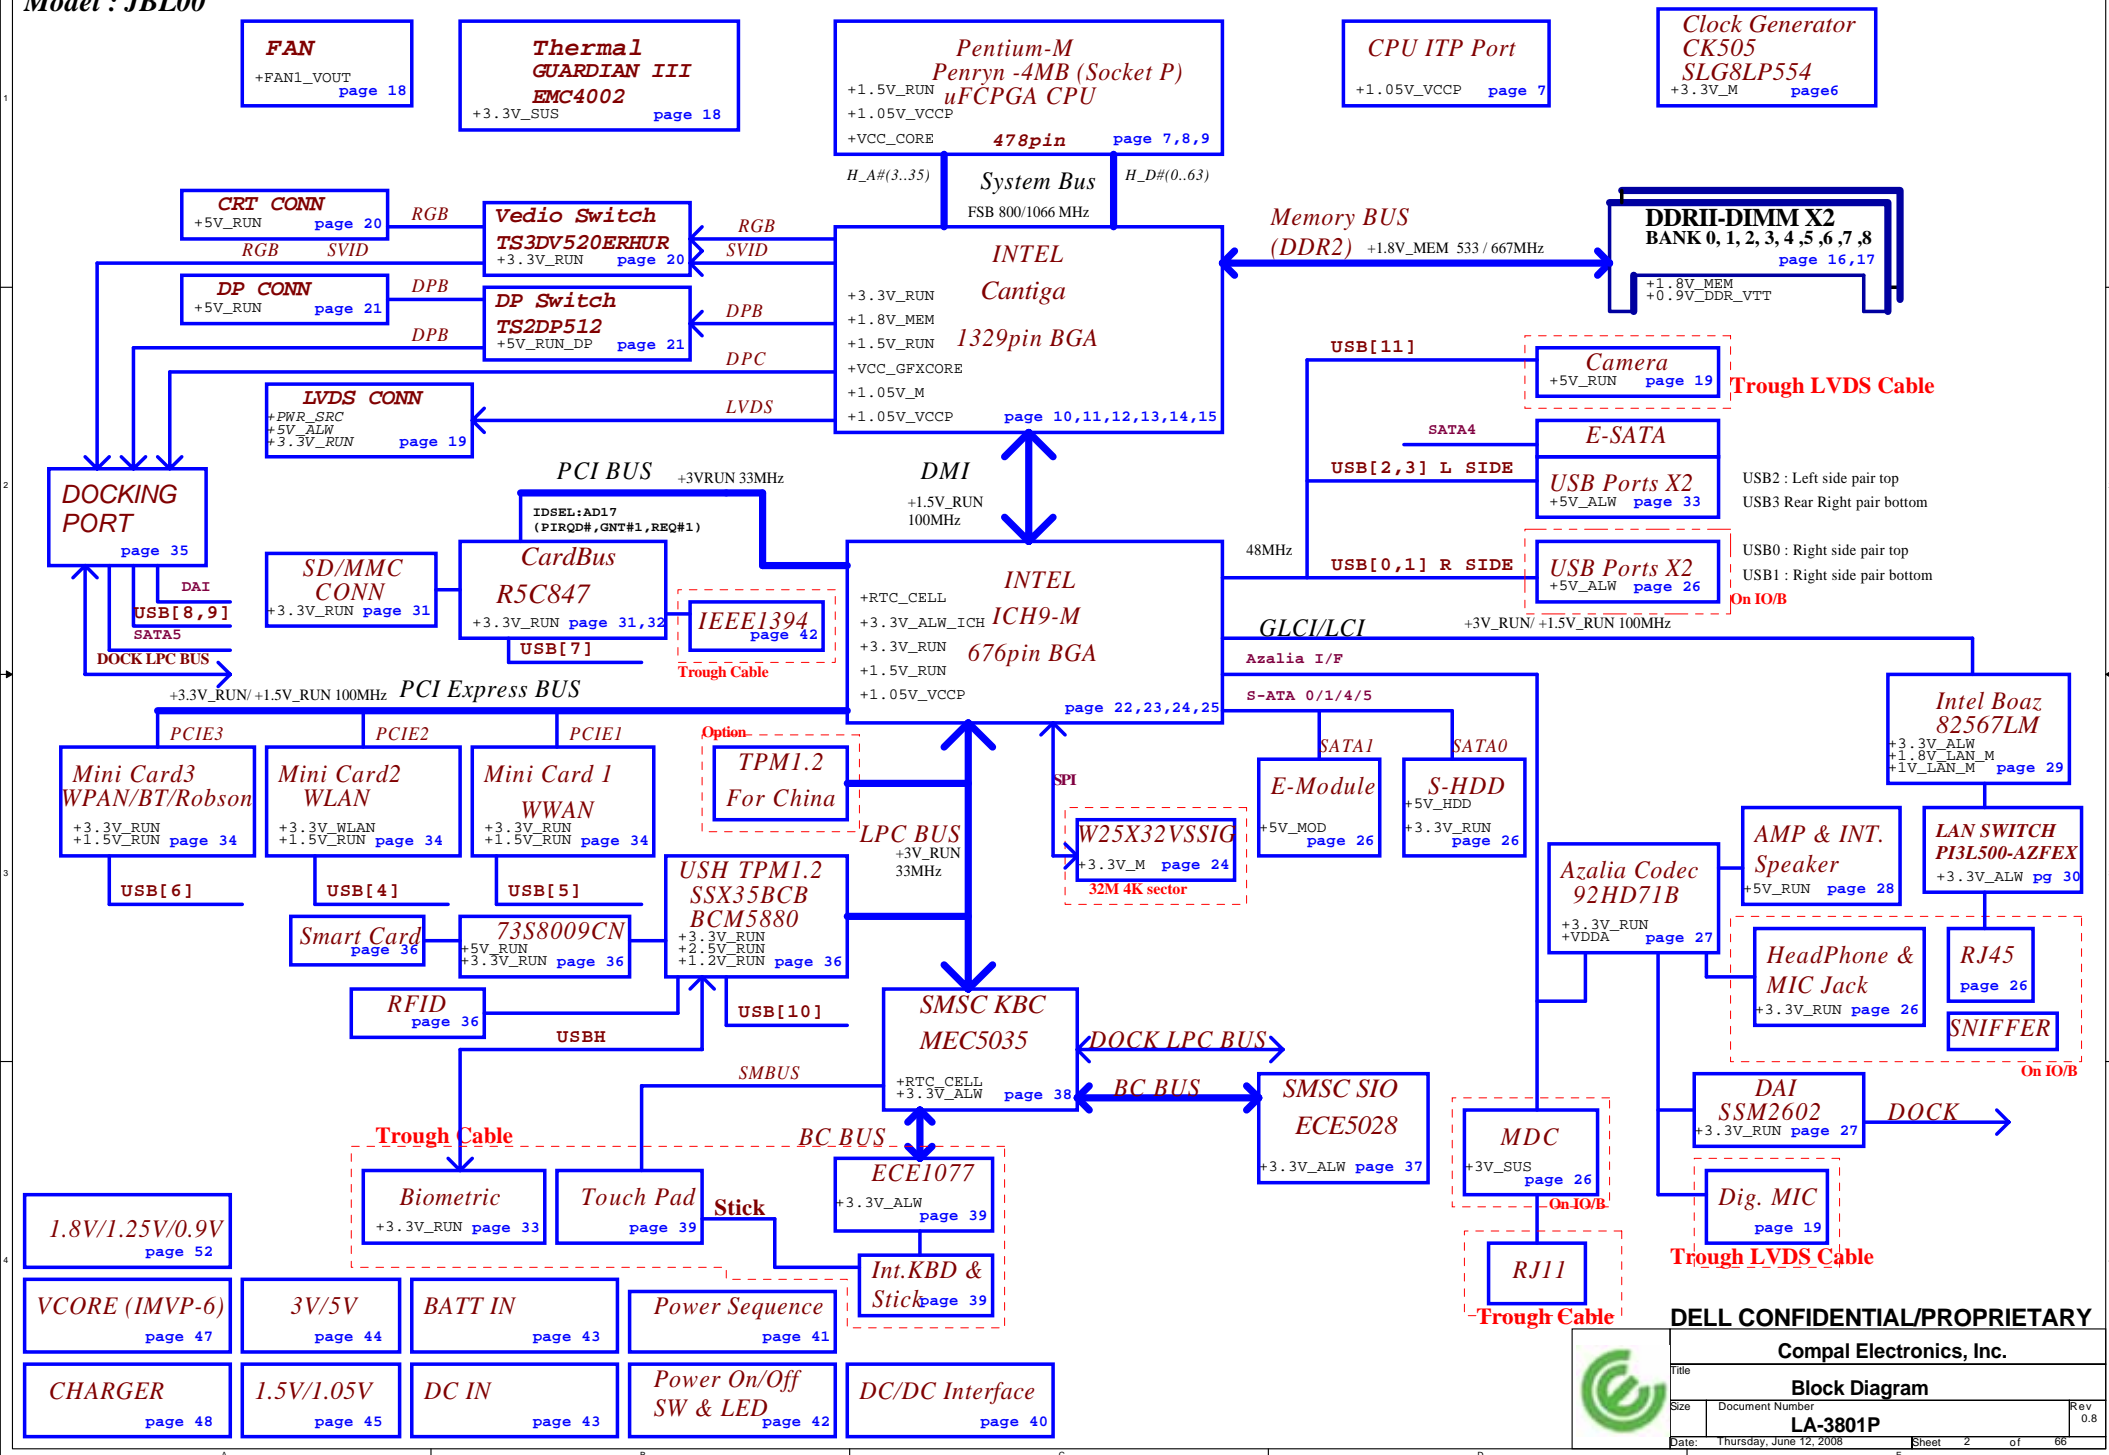 Model : JBL00
FAN
+FAN1_VOUT
page 18
Thermal
GUARDIAN III
EMC4002
+3.3V_SUS
page 18
Pentium-M
Penryn -4MB (Socket P)
uFCPGA CPU
+1.5V_RUN
+1.05V_VCCP
+VCC_CORE
478pin
page 7,8,9
CPU ITP Port
+1.05V_VCCP
page 7
Clock Generator
CK505
SLG8LP554
+3.3V_M
page6
H_A#(3..35)
System Bus
H_D#(0..63)
FSB 800/1066 MHz
CRT CONN
+5V_RUN
page 20
RGB
RGB
SVID
Vedio Switch
TS3DV520ERHUR
+3.3V_RUN
page 20
RGB
SVID
DP CONN
+5V_RUN
page 21
DPB
DPB
DP Switch
TS2DP512
+5V_RUN_DP
page 21
DPB
DPC
LVDS
LVDS CONN
+PWR_SRC
+5V_ALW
+3.3V_RUN
page 19
INTEL
Cantiga
1329pin BGA
+3.3V_RUN
+1.8V_MEM
+1.5V_RUN
+VCC_GFXCORE
+1.05V_M
+1.05V_VCCP
page 10,11,12,13,14,15
Memory BUS
(DDR2)
+1.8V_MEM 533 / 667MHz
DDRII-DIMM X2
BANK 0, 1, 2, 3, 4 ,5 ,6 ,7 ,8
page 16,17
+1.8V_MEM
+0.9V_DDR_VTT
USB[11]
Camera
+5V_RUN
page 19
Trough LVDS Cable
SATA4
E-SATA
USB[2,3] L SIDE
USB Ports X2
+5V_ALW
page 33
USB2 : Left side pair top
USB3 Rear Right pair bottom
48MHz
USB[0,1] R SIDE
USB Ports X2
+5V_ALW
page 26
On IO/B
USB0 : Right side pair top
USB1 : Right side pair bottom
DOCKING
PORT
page 35
DAI
USB[8,9]
SATA5
DOCK LPC BUS
PCI BUS
+3VRUN 33MHz
IDSEL:AD17
(PIRQD#,GNT#1,REQ#1)
DMI
+1.5V_RUN
100MHz
SD/MMC
CONN
+3.3V_RUN
page 31
CardBus
R5C847
+3.3V_RUN
page 31,32
USB[7]
IEEE1394
page 42
Trough Cable
INTEL
ICH9-M
676pin BGA
+RTC_CELL
+3.3V_ALW_ICH
+3.3V_RUN
+1.5V_RUN
+1.05V_VCCP
page 22,23,24,25
GLCI/LCI
+3V_RUN/ +1.5V_RUN 100MHz
Azalia I/F
S-ATA 0/1/4/5
+3.3V_RUN/ +1.5V_RUN 100MHz
PCI Express BUS
PCIE3
PCIE2
PCIE1
Mini Card3
WPAN/BT/Robson
+3.3V_RUN
+1.5V_RUN
page 34
USB[6]
Mini Card2
WLAN
+3.3V_WLAN
+1.5V_RUN
page 34
USB[4]
Mini Card 1
WWAN
+3.3V_RUN
+1.5V_RUN
page 34
USB[5]
Option
TPM1.2
For China
LPC BUS
+3V_RUN
33MHz
SPI
W25X32VSSIG
+3.3V_M
page 24
32M 4K sector
SATA1
E-Module
+5V_MOD
page 26
SATA0
S-HDD
+5V_HDD
+3.3V_RUN
page 26
Intel Boaz
82567LM
+3.3V_ALW
+1.8V_LAN_M
+1V_LAN_M
page 29
LAN SWITCH
PI3L500-AZFEX
+3.3V_ALW
pg 30
Azalia Codec
92HD71B
+3.3V_RUN
+VDDA
page 27
AMP & INT.
Speaker
+5V_RUN
page 28
HeadPhone &
MIC Jack
+3.3V_RUN
page 26
RJ45
page 26
SNIFFER
On IO/B
Smart Card
page 36
73S8009CN
+5V_RUN
+3.3V_RUN
page 36
USH TPM1.2
SSX35BCB
BCM5880
+3.3V_RUN
+2.5V_RUN
+1.2V_RUN
page 36
RFID
page 36
USBH
USB[10]
SMBUS
SMSC KBC
MEC5035
+RTC_CELL
+3.3V_ALW
page 38
DOCK LPC BUS
BC BUS
SMSC SIO
ECE5028
+3.3V_ALW
page 37
DAI
SSM2602
+3.3V_RUN
page 27
DOCK
MDC
+3V_SUS
page 26
On IO/B
Dig. MIC
page 19
Trough LVDS Cable
RJ11
Trough Cable
Trough Cable
BC BUS
Biometric
+3.3V_RUN
page 33
Touch Pad
page 39
Stick
ECE1077
+3.3V_ALW
page 39
Int.KBD &
Stick
page 39
1.8V/1.25V/0.9V
page 52
VCORE (IMVP-6)
page 47
3V/5V
page 44
BATT IN
page 43
Power Sequence
page 41
CHARGER
page 48
1.5V/1.05V
page 45
DC IN
page 43
Power On/Off
SW & LED
page 42
DC/DC Interface
page 40
DELL CONFIDENTIAL/PROPRIETARY
Compal Electronics, Inc.
Title
Block Diagram
Size
Document Number
Rev
LA-3801P
0.8
Date:
Thursday, June 12, 2008
Sheet
2
of
66
1
2
3
4